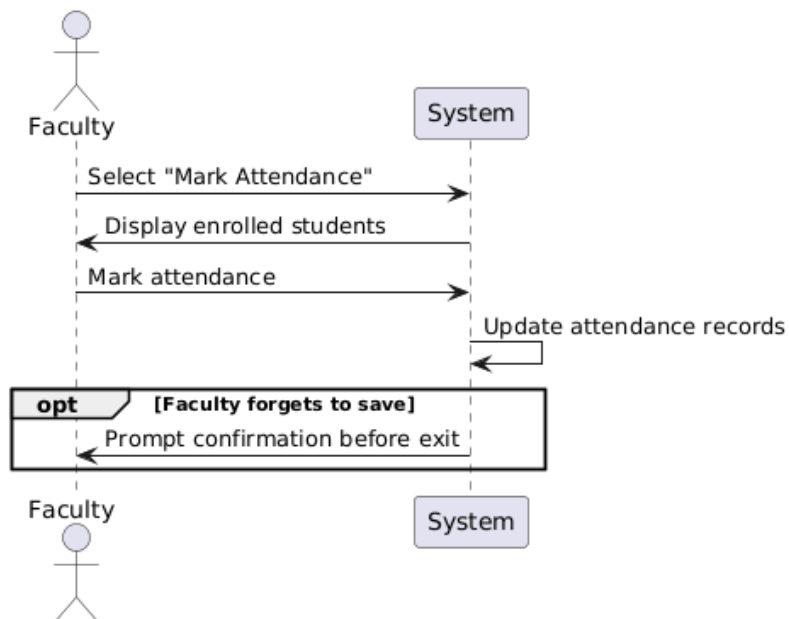 Faculty
System
Select "Mark Attendance"
Display enrolled students
Mark attendance
Update attendance records
opt [Faculty forgets to save]
Prompt confirmation before exit
Faculty
System